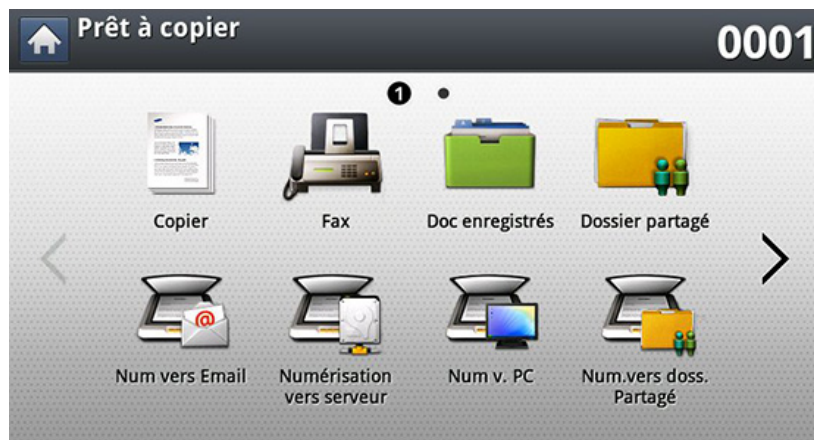 Prêt à copier
0001
1
Copier
Fax
Doc enregistrés
Dossier partagé
@
Num vers Email
Numérisation
vers serveur
Num v. PC
Num.vers doss.
Partagé